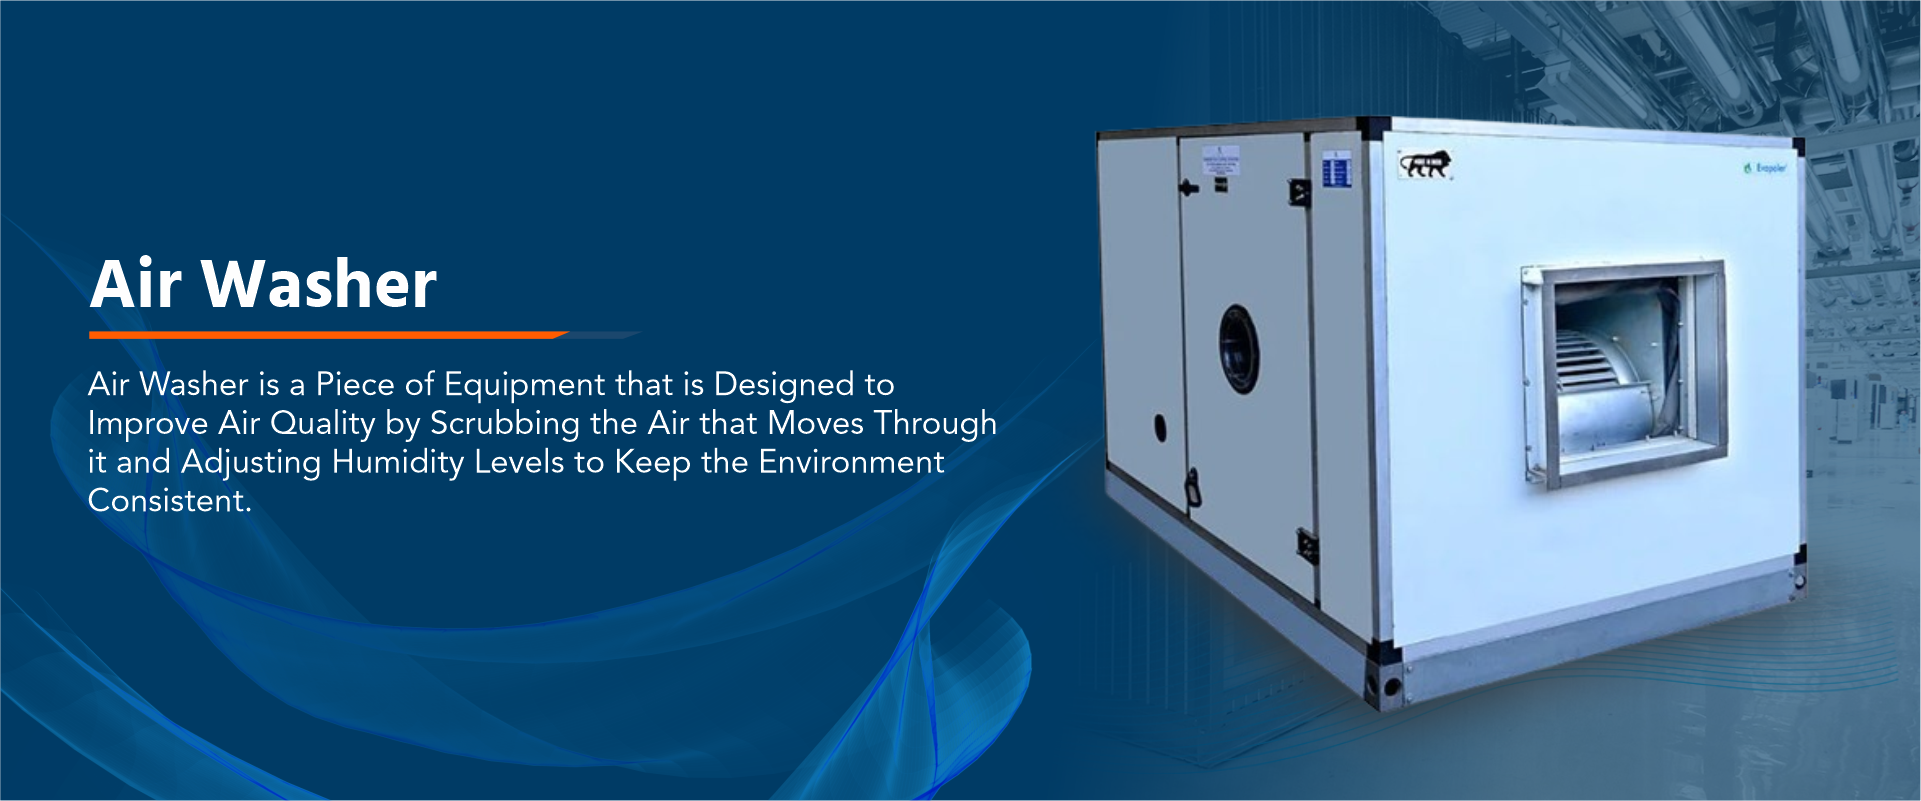 Air Washer
Air Washer is a Piece of Equipment that is Designed to
Improve Air Quality by Scrubbing the Air that Moves Through
it and Adjusting Humidity Levels to Keep the Environment
Consistent.
Evapoler